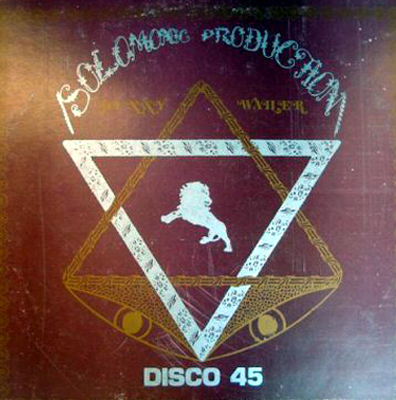 SOLOMONIC PRODUCTION
BUNNY WAILER
DISCO 45